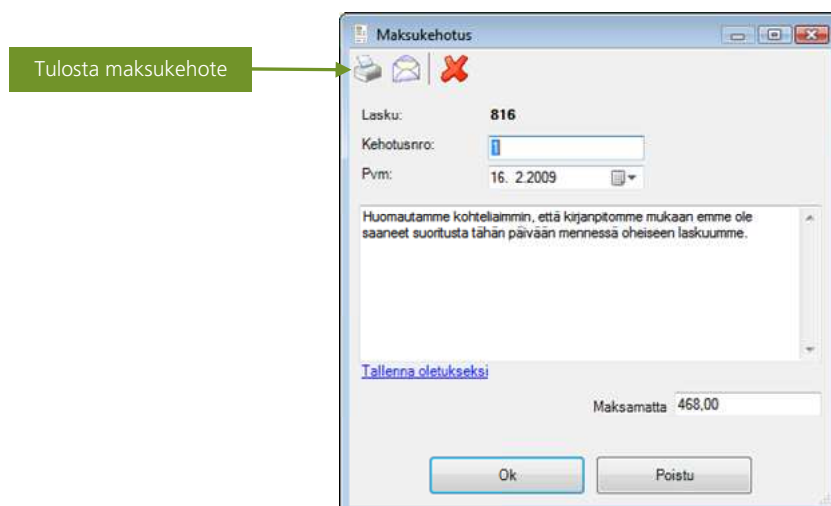 Maksukehotus
Tulosta maksukehote
Lasku: 816
Kehotusnro: 1
Pvm: 16. 2.2009
Huomautamme kohteliaimmin, että kirjanpitomme mukaan emme ole
saaneet suoritusta tähän päivään mennessä oheiseen laskuumme.
Tallenna oletukseksi
Maksamatta 468,00
Ok Poistu